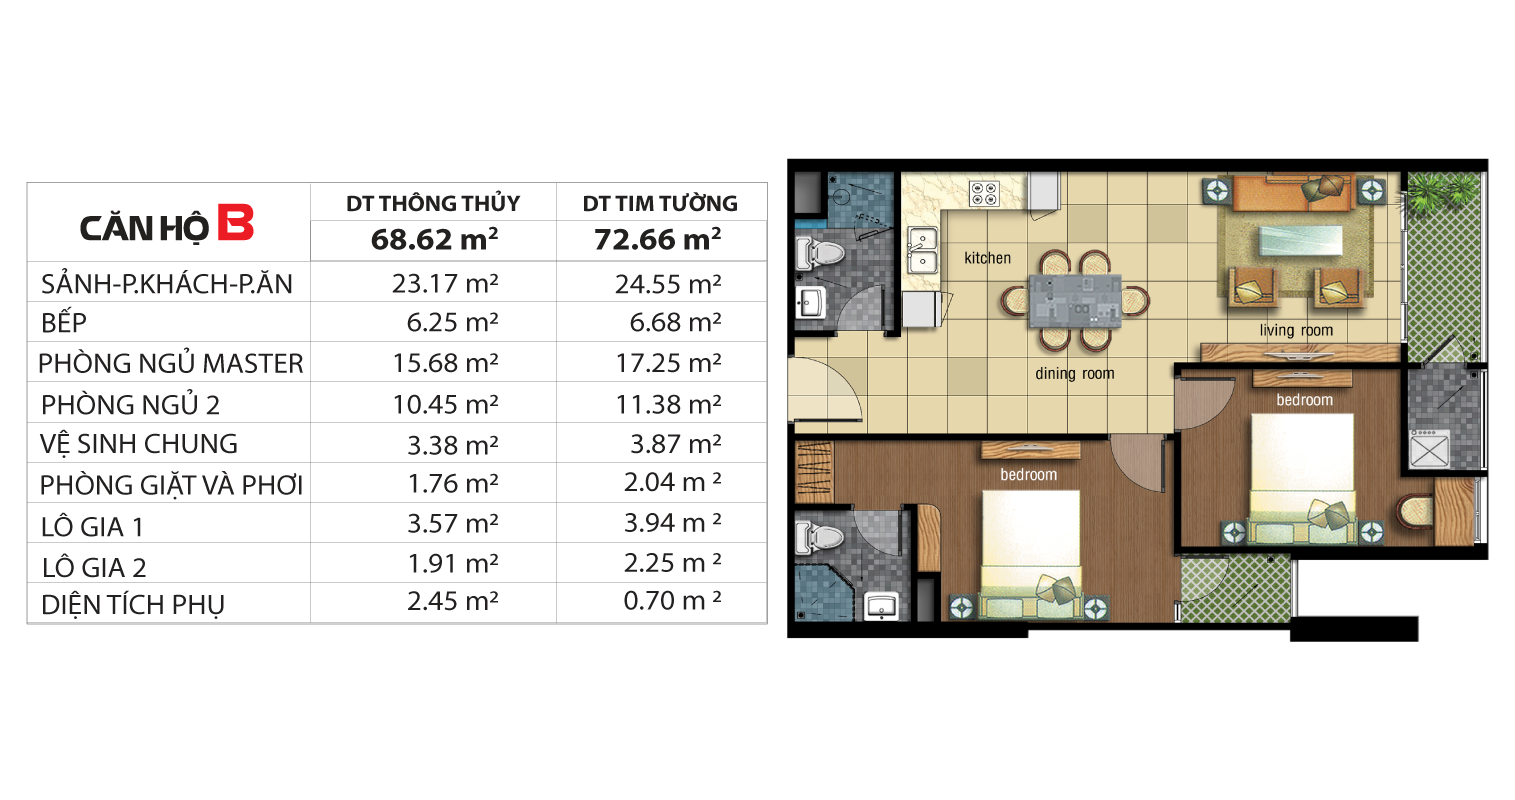 CĂN HỘ B
DT THÔNG THỦY
DT TIM TƯỜNG
68.62 m²
72.66 m²
SẢNH-P.KHÁCH-P.ĂN 23.17 m² 24.55 m²
BẾP 6.25 m² 6.68 m²
PHÒNG NGỦ MASTER 15.68 m² 17.25 m²
PHÒNG NGỦ 2 10.45 m² 11.38 m²
VỆ SINH CHUNG 3.38 m² 3.87 m²
PHÒNG GIẶT VÀ PHƠI 1.76 m² 2.04 m ²
LÔ GIA 1 3.57 m² 3.94 m ²
LÔ GIA 2 1.91 m² 2.25 m ²
DIỆN TÍCH PHỤ 2.45 m² 0.70 m ²
kitchen
living room
dining room
bedroom
bedroom